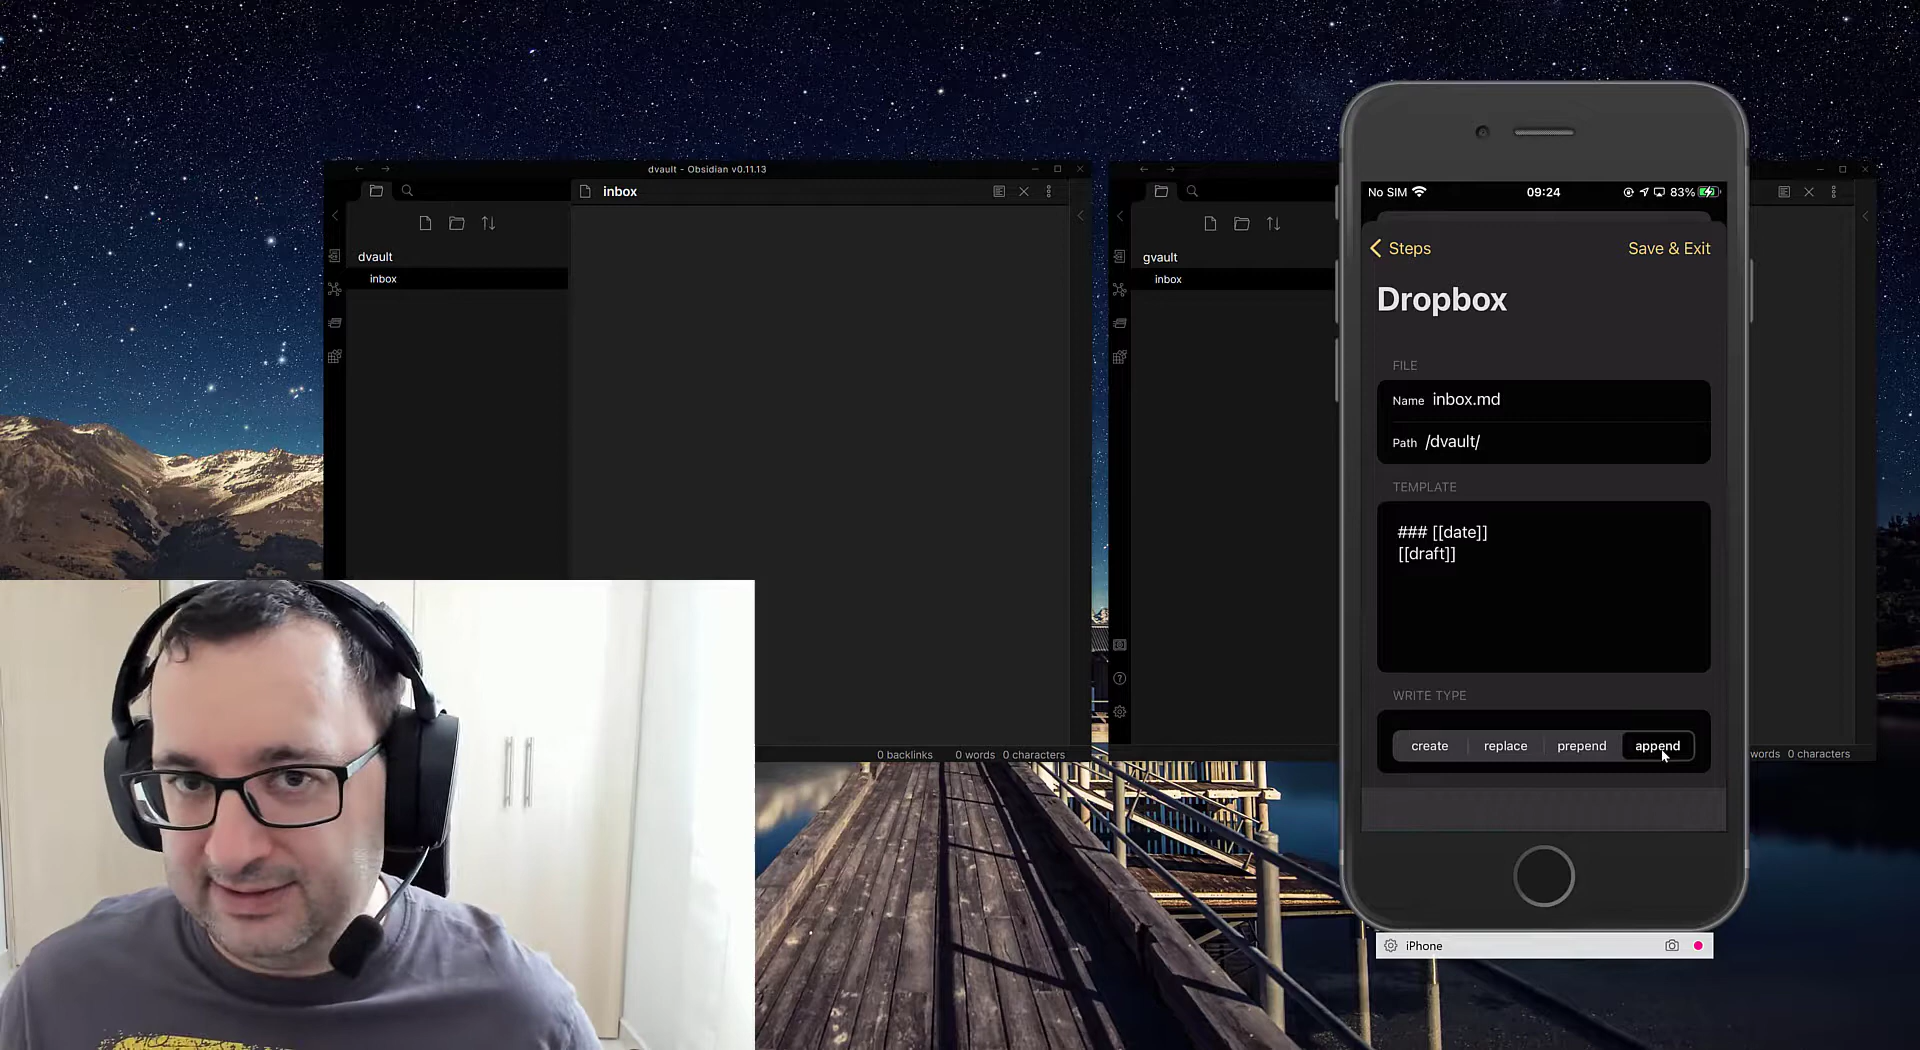 dvault - Obsidian v0.11.13
inbox
dvault
inbox
0 backlinks 0 words 0 characters
gvault
inbox
words 0 characters
No SIM 09:24 83%
Steps Save & Exit
Dropbox
FILE
Name inbox.md
Path /dvault/
TEMPLATE
### [[date]]
[[draft]]
WRITE TYPE
create replace prepend append
iPhone